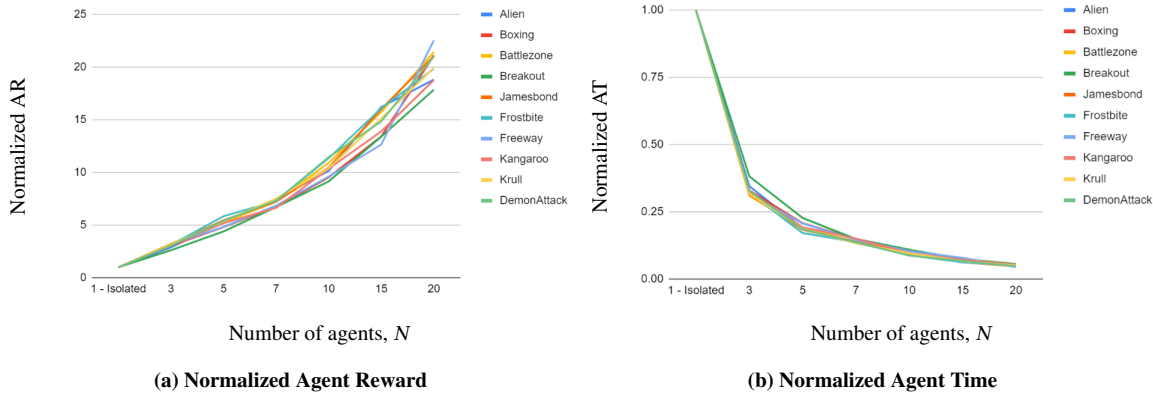 25
20
15
10
5
0
Normalized AR
1 - Isolated 3 5 7 10 15 20
Number of agents, N
Alien
Boxing
Battlezone
Breakout
Jamesbond
Frostbite
Freeway
Kangaroo
Krull
DemonAttack
(a) Normalized Agent Reward
1.00
0.75
0.50
0.25
0.00
Normalized AT
1 - Isolated 3 5 7 10 15 20
Number of agents, N
Alien
Boxing
Battlezone
Breakout
Jamesbond
Frostbite
Freeway
Kangaroo
Krull
DemonAttack
(b) Normalized Agent Time